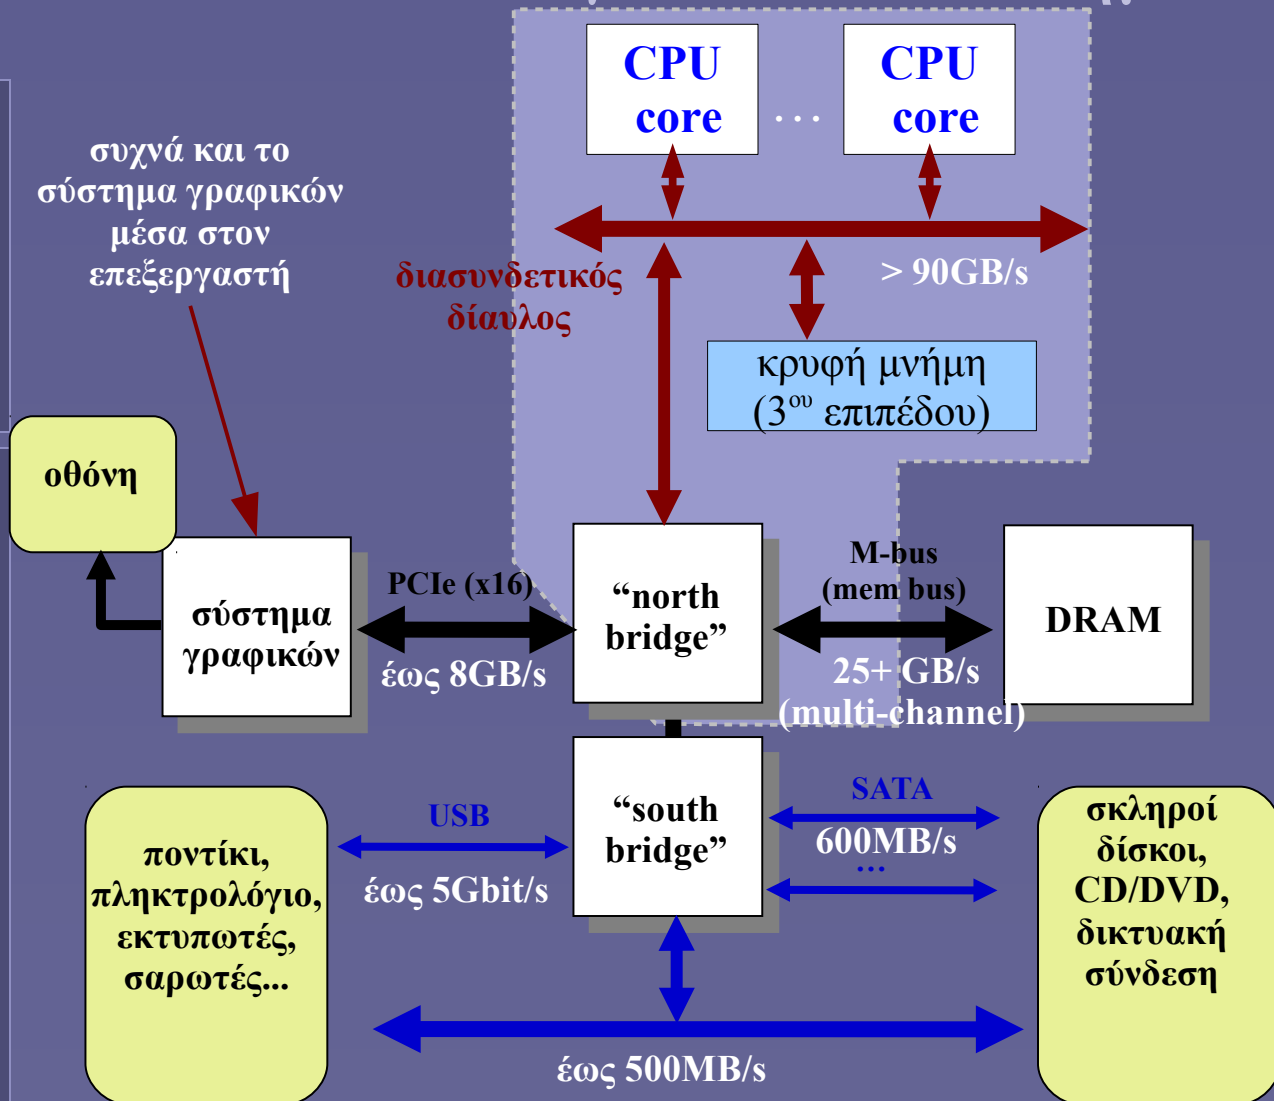 CPU
core
...
CPU
core
συχνά και το
σύστημα γραφικών
μέσα στον
επεξεργαστή
διασυνδετικός
δίαυλος
> 90GB/s
κρυφή μνήμη
(3ου επιπέδου)
οθόνη
σύστημα
γραφικών
PCIe (x16)
έως 8GB/s
“north
bridge”
M-bus
(mem bus)
25+ GB/s
(multi-channel)
DRAM
“south
bridge”
USB
έως 5Gbit/s
SATA
600MB/s
...
ποντίκι,
πληκτρολόγιο,
εκτυπωτές,
σαρωτές...
σκληροί
δίσκοι,
CD/DVD,
δικτυακή
σύνδεση
έως 500MB/s